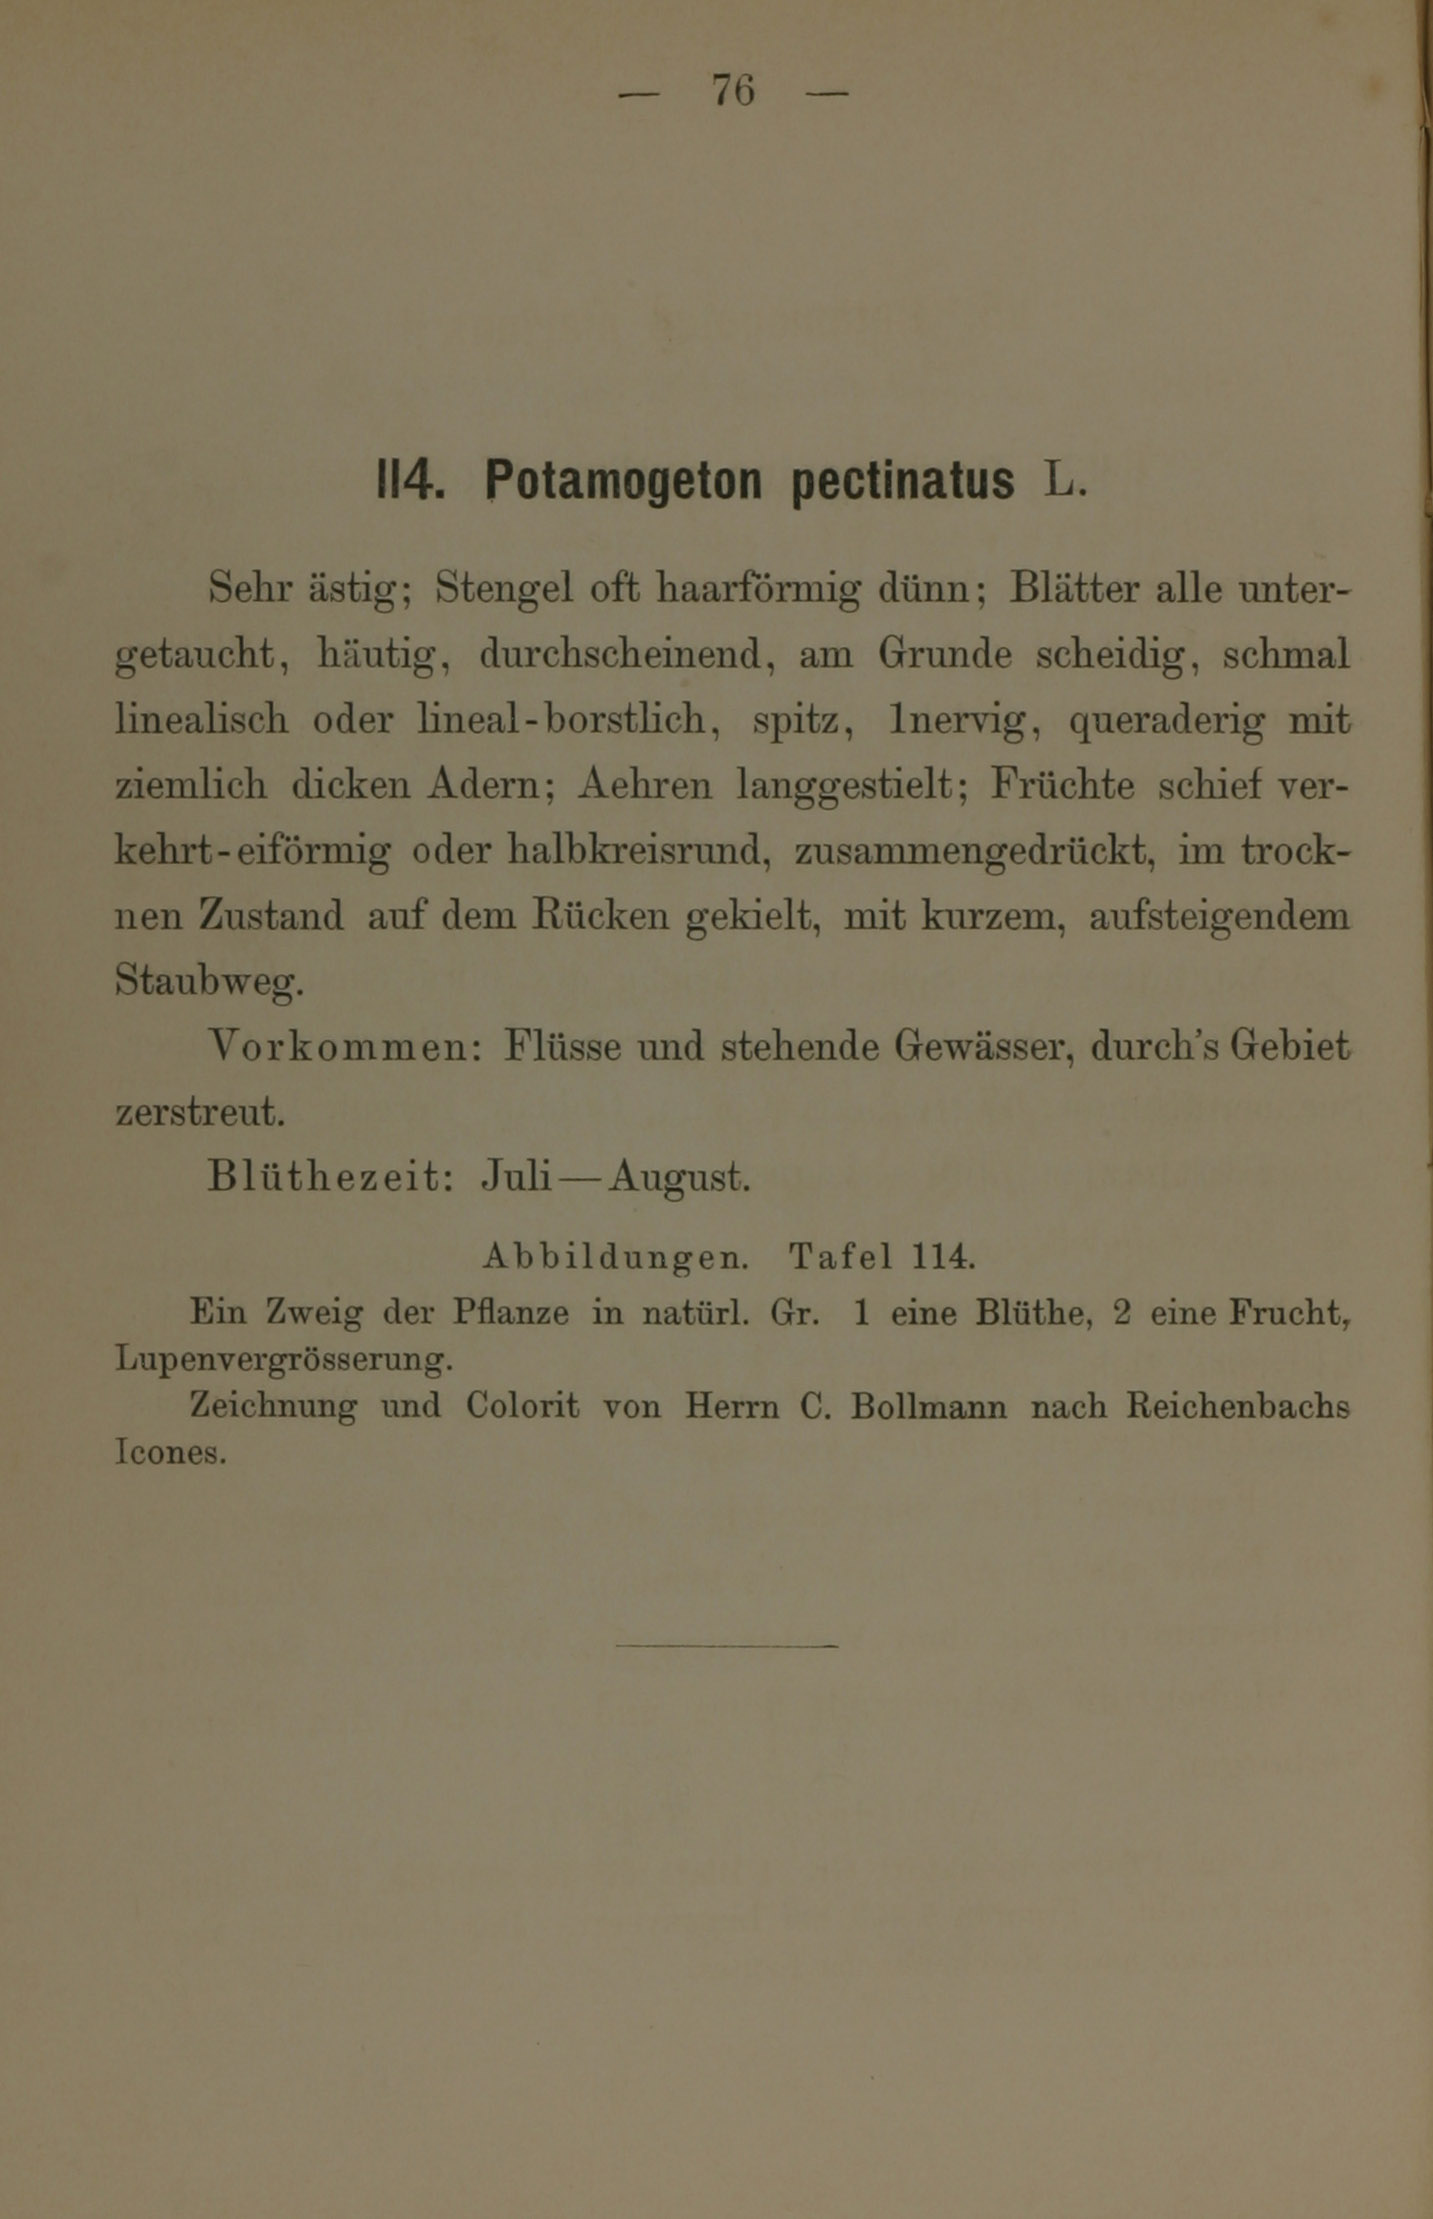 — 76 —
114. Potamogeton pectinatus L.
Sehr ästig; Stengel oft haarförmig dünn; Blätter alle unter-
getaucht, häutig, durchscheinend, am Grunde scheidig, schmal
linealisch oder lineal-borstlich, spitz, 1nervig, queraderig mit
ziemlich dicken Adern; Aehren langgestielt; Früchte schief ver-
kehrt-eiförmig oder halbkreisrund, zusammengedrückt, im trock-
nen Zustand auf dem Rücken gekielt, mit kurzem, aufsteigendem
Staubweg.
Vorkommen: Flüsse und stehende Gewässer, durch's Gebiet
zerstreut.
Blüthezeit: Juli—August.
Abbildungen. Tafel 114.
Ein Zweig der Pflanze in natürl. Gr. 1 eine Blüthe, 2 eine Frucht,
Lupenvergrösserung.
Zeichnung und Colorit von Herrn C. Bollmann nach Reichenbachs
Icones.